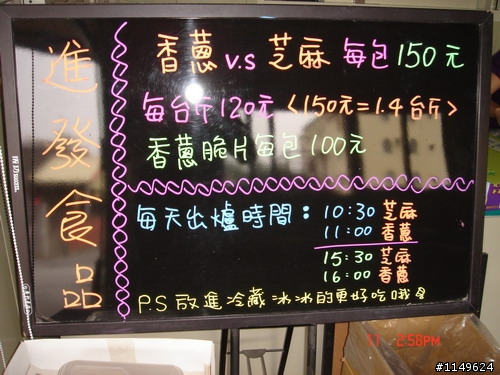 進發食品
香蔥 v.s 芝麻 每包 150元
每台斤120元 <150元=1.4台斤>
香蔥脆片每包100元
每天出爐時間：10:30 芝麻
11:00 香蔥
15:30 芝麻
16:00 香蔥
P.S 放進冷藏冰冰的更好吃哦
2:58PM
#1149624